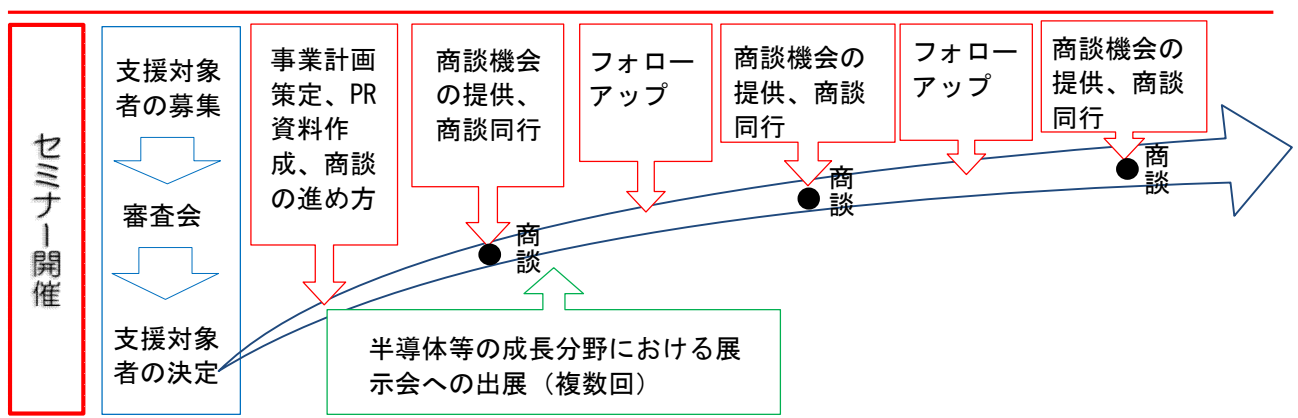 セミナー開催
支援対象
者の募集
審査会
支援対象
者の決定
事業計画
策定、PR
資料作
成、商談
の進め方
商談機会
の提供、
商談同行
フォロー
アップ
商談機会の
提供、商談
同行
フォロー
アップ
商談機会の
提供、商談
同行
商談
商談
商談
半導体等の成長分野における展
示会への出展（複数回）